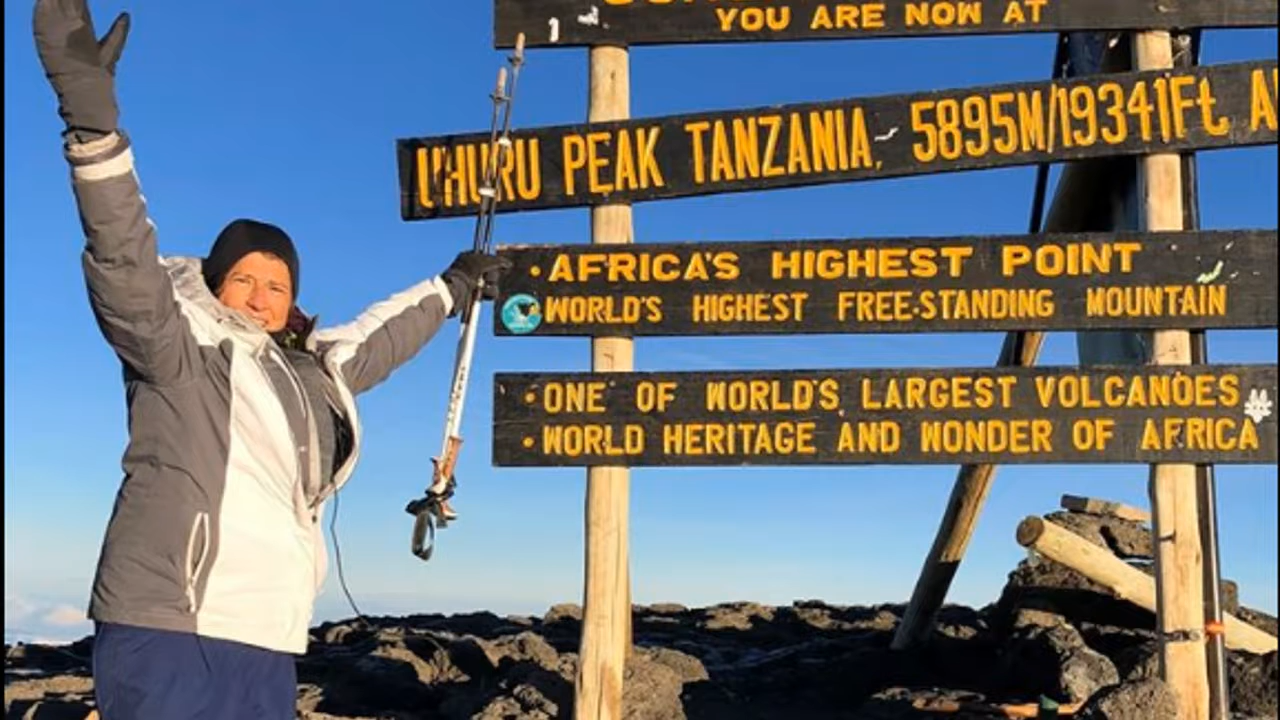 YOU ARE NOW AT
UHURU PEAK TANZANIA, 5895M/19341Ft A
• AFRICA'S HIGHEST POINT
WORLD'S HIGHEST FREE-STANDING MOUNTAIN
• ONE OF WORLD'S LARGEST VOLCANOES
• WORLD HERITAGE AND WONDER OF AFRICA